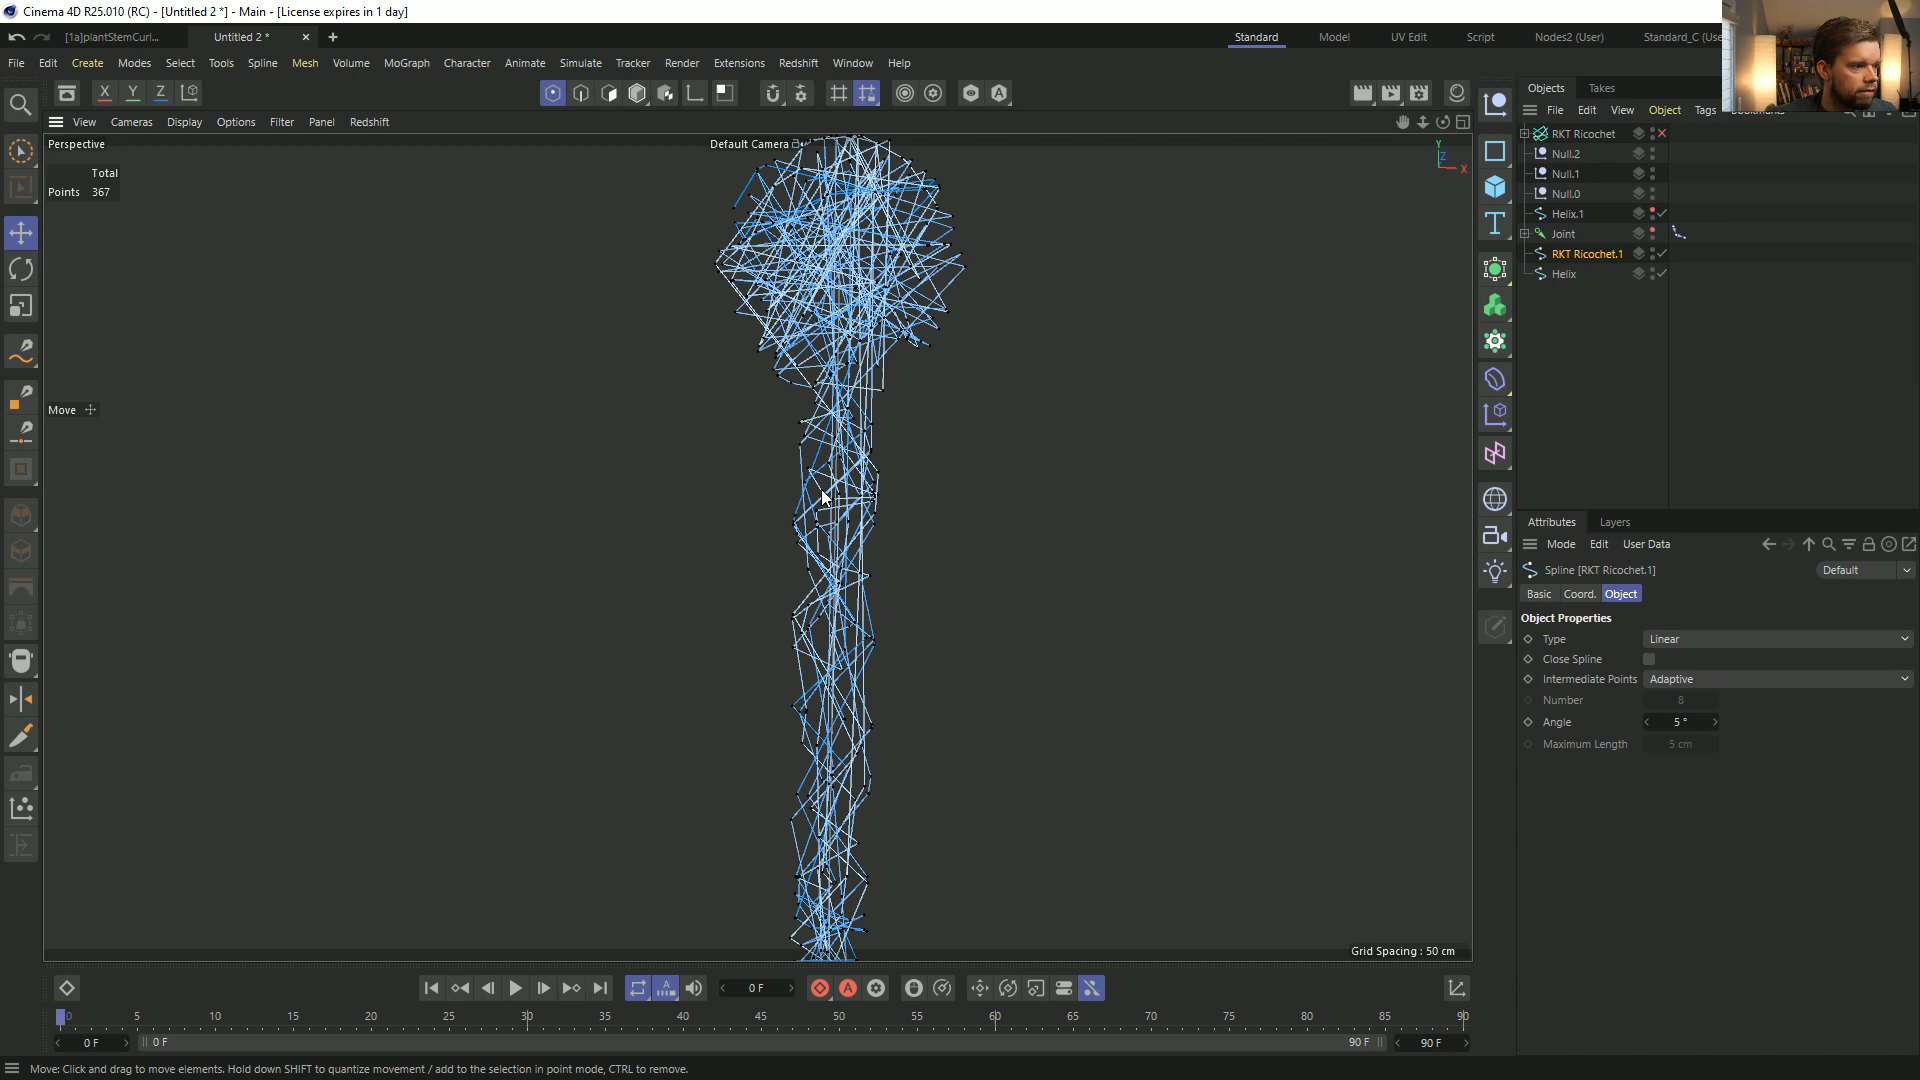 Cinema 4D R25.010 (RC) - [Untitled 2 *] - Main - [License expires in 1 day]
[1a]plantStemCurl... Untitled 2 * Standard Model UV Edit Script Nodes2 (User) Standard_C (Use
File Edit Create Modes Select Tools Spline Mesh Volume MoGraph Character Animate Simulate Tracker Render Extensions Redshift Window Help
X Y Z
View Cameras Display Options Filter Panel Redshift
Perspective
Default Camera
Total
Points 367
Move
Y
Z
X
Grid Spacing : 50 cm
Objects Takes
File Edit View Object Tags
RKT Ricochet
Null.2
Null.1
Null.0
Helix.1
Joint
RKT Ricochet.1
Helix
Attributes Layers
Mode Edit User Data
Spline [RKT Ricochet.1] Default
Basic Coord. Object
Object Properties
Type Linear
Close Spline
Intermediate Points Adaptive
Number 8
Angle 5 °
Maximum Length 5 cm
0 F
0 5 10 15 20 25 30 35 40 45 50 55 60 65 70 75 80 85 90
0 F 0 F 90 F 90 F
Move: Click and drag to move elements. Hold down SHIFT to quantize movement / add to the selection in point mode, CTRL to remove.